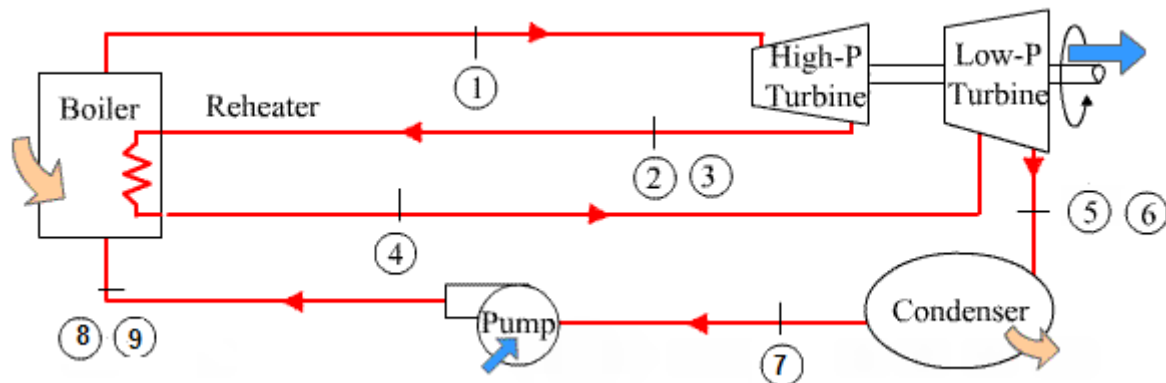 High-P
Turbine
Low-P
Turbine
1
Boiler
Reheater
2 3
4
5 6
Condenser
Pump
7
8 9